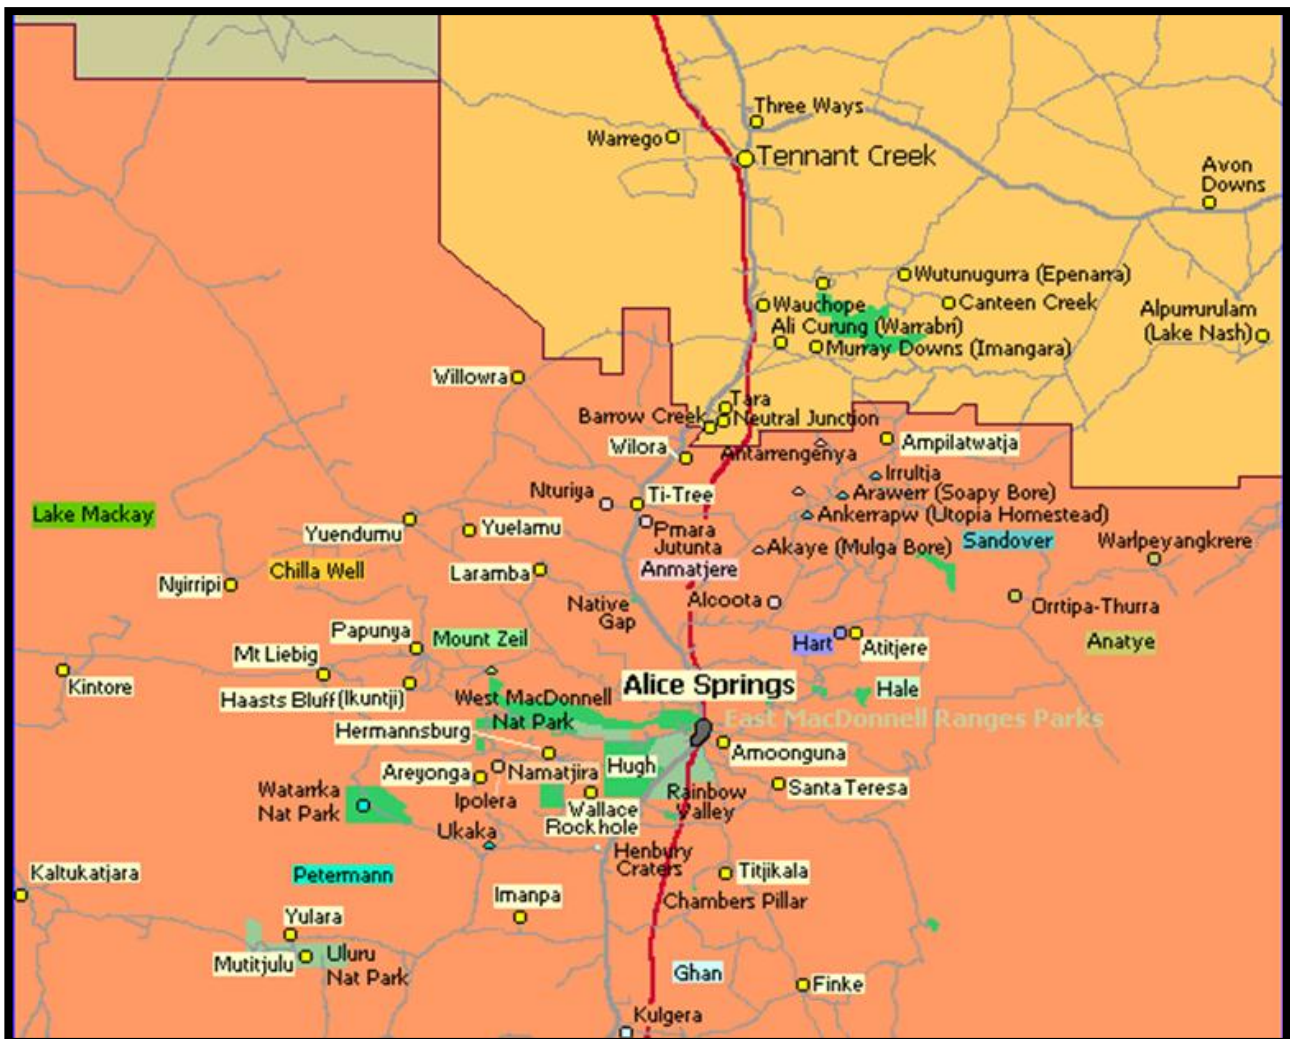 Three Ways
Warrego
Tennant Creek
Avon
Downs
Wutunugurra (Epenarra)
Wauchope
Canteen Creek
Alpurrurulam
(Lake Nash)
Ali Curung (Warrabri)
Murray Downs (Imangara)
Willowra
Tara
Barrow Creek
Neutral Junction
Wilora
Antarrengenya
Ampilatwatja
Irrultja
Nturiya
Ti-Tree
Arawerr (Soapy Bore)
Lake Mackay
Ankerrapw (Utopia Homestead)
Yuendumu
Yuelamu
Pmara
Jutunta
Akaye (Mulga Bore)
Sandover
Warlpeyangkrere
Chilla Well
Laramba
Anmatjere
Nyirripi
Native
Gap
Alcoota
Orrtipa-Thurra
Papunya
Mount Zeil
Hart
Atitjere
Anatye
Mt Liebig
Kintore
Haasts Bluff(Ikuntji)
West MacDonnell
Nat Park
Alice Springs
Hale
East MacDonnell Ranges Parks
Hermannsburg
Amoonguna
Areyonga
Namatjira
Hugh
Watarrka
Nat Park
Ipolera
Wallace
Rockhole
Rainbow
Valley
Santa Teresa
Ukaka
Henbury
Craters
Kaltukatjara
Petermann
Titjikala
Imanpa
Chambers Pillar
Yulara
Mutitjulu
Uluru
Nat Park
Ghan
Finke
Kulgera